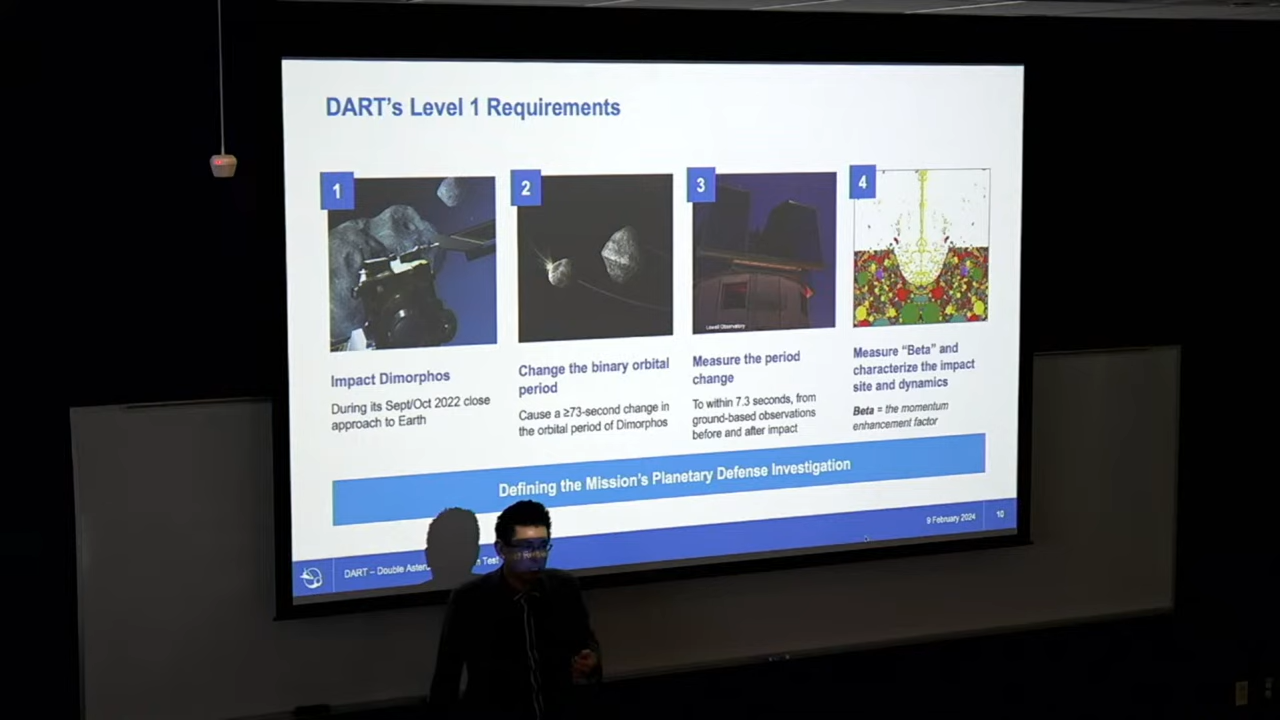 DART's Level 1 Requirements
1
2
3
4
Lowell Observatory
Impact Dimorphos
During its Sept/Oct 2022 close
approach to Earth
Change the binary orbital
period
Cause a ≥73-second change in
the orbital period of Dimorphos
Measure the period
change
To within 7.3 seconds, from
ground-based observations
before and after impact
Measure “Beta” and
characterize the impact
site and dynamics
Beta = the momentum
enhancement factor
Defining the Mission's Planetary Defense Investigation
DART – Double Test
9 February 2024
10